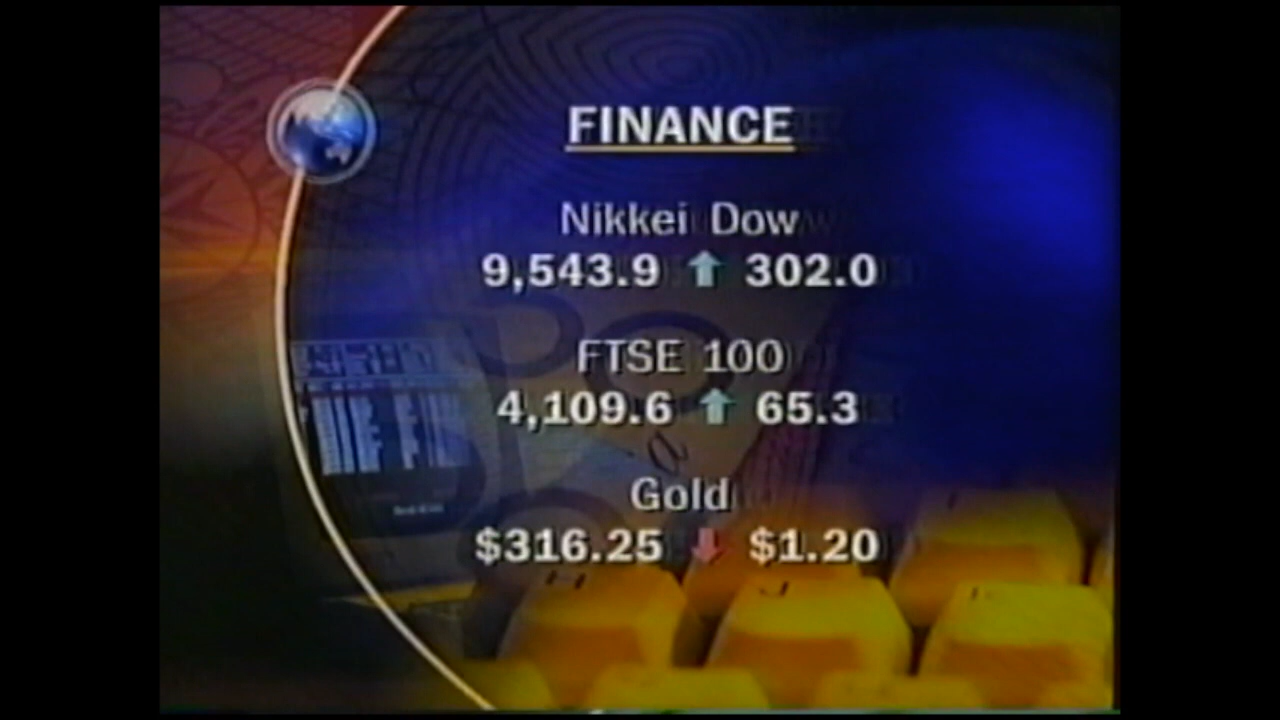 FINANCE
Nikkei Dow
9,543.9 ↑ 302.0
FTSE 100
4,109.6 ↑ 65.3
Gold
$316.25 ↓ $1.20